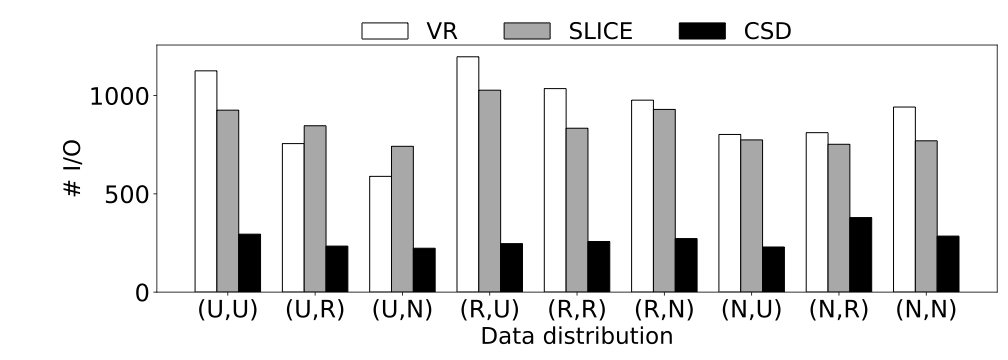 VR SLICE CSD
# I/O
1000
500
0
(U,U) (U,R) (U,N) (R,U) (R,R) (R,N) (N,U) (N,R) (N,N)
Data distribution